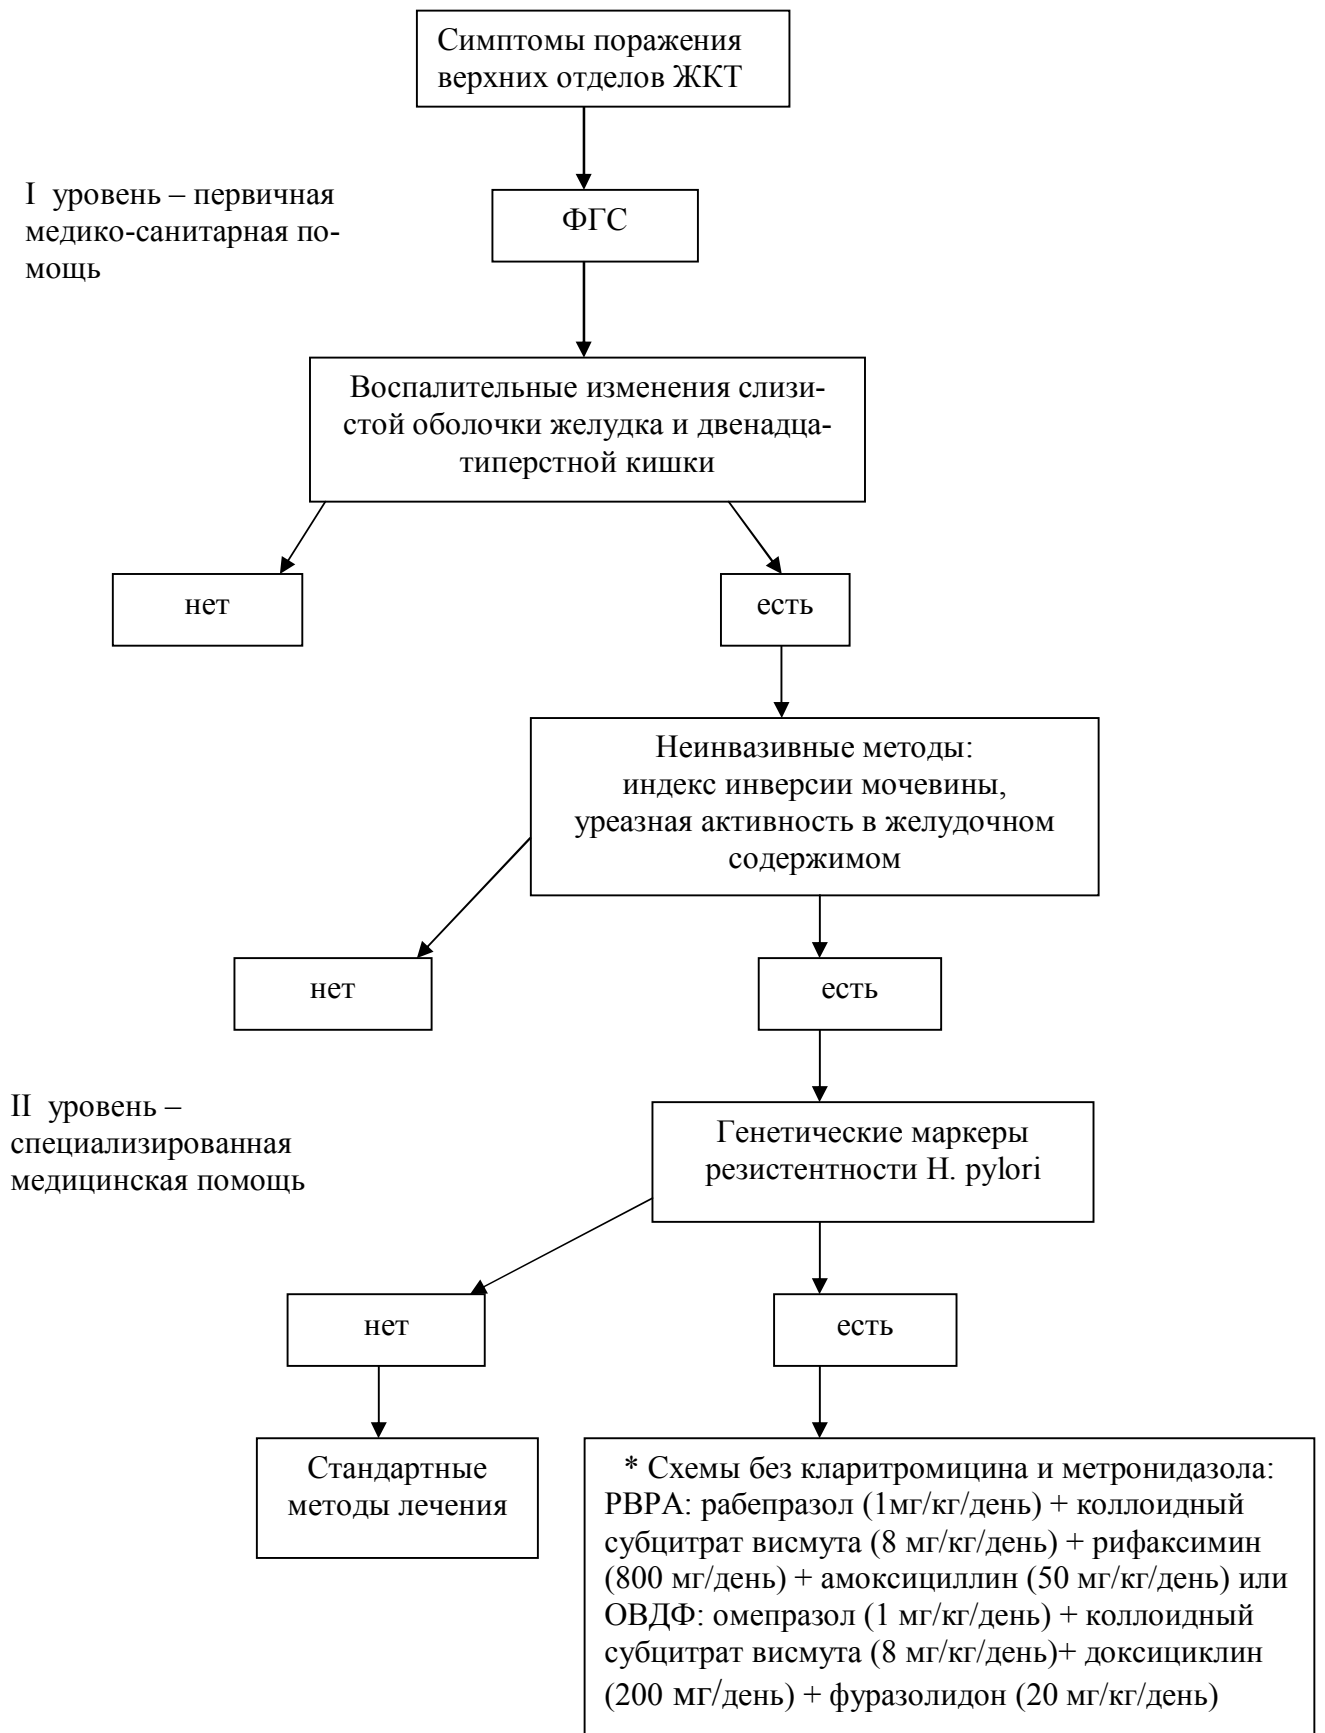 Симптомы поражения
верхних отделов ЖКТ
I уровень – первичная
медико-санитарная по-
мощь
ФГС
Воспалительные изменения слизи-
стой оболочки желудка и двенадца-
типерстной кишки
нет
есть
Неинвазивные методы:
индекс инверсии мочевины,
уреазная активность в желудочном
содержимом
нет
есть
II уровень –
специализированная
медицинская помощь
Генетические маркеры
резистентности H. pylori
нет
есть
Стандартные
методы лечения
* Схемы без кларитромицина и метронидазола:
РВРА: рабепразол (1мг/кг/день) + коллоидный
субцитрат висмута (8 мг/кг/день) + рифаксимин
(800 мг/день) + амоксициллин (50 мг/кг/день) или
ОВДФ: омепразол (1 мг/кг/день) + коллоидный
субцитрат висмута (8 мг/кг/день)+ доксициклин
(200 мг/день) + фуразолидон (20 мг/кг/день)